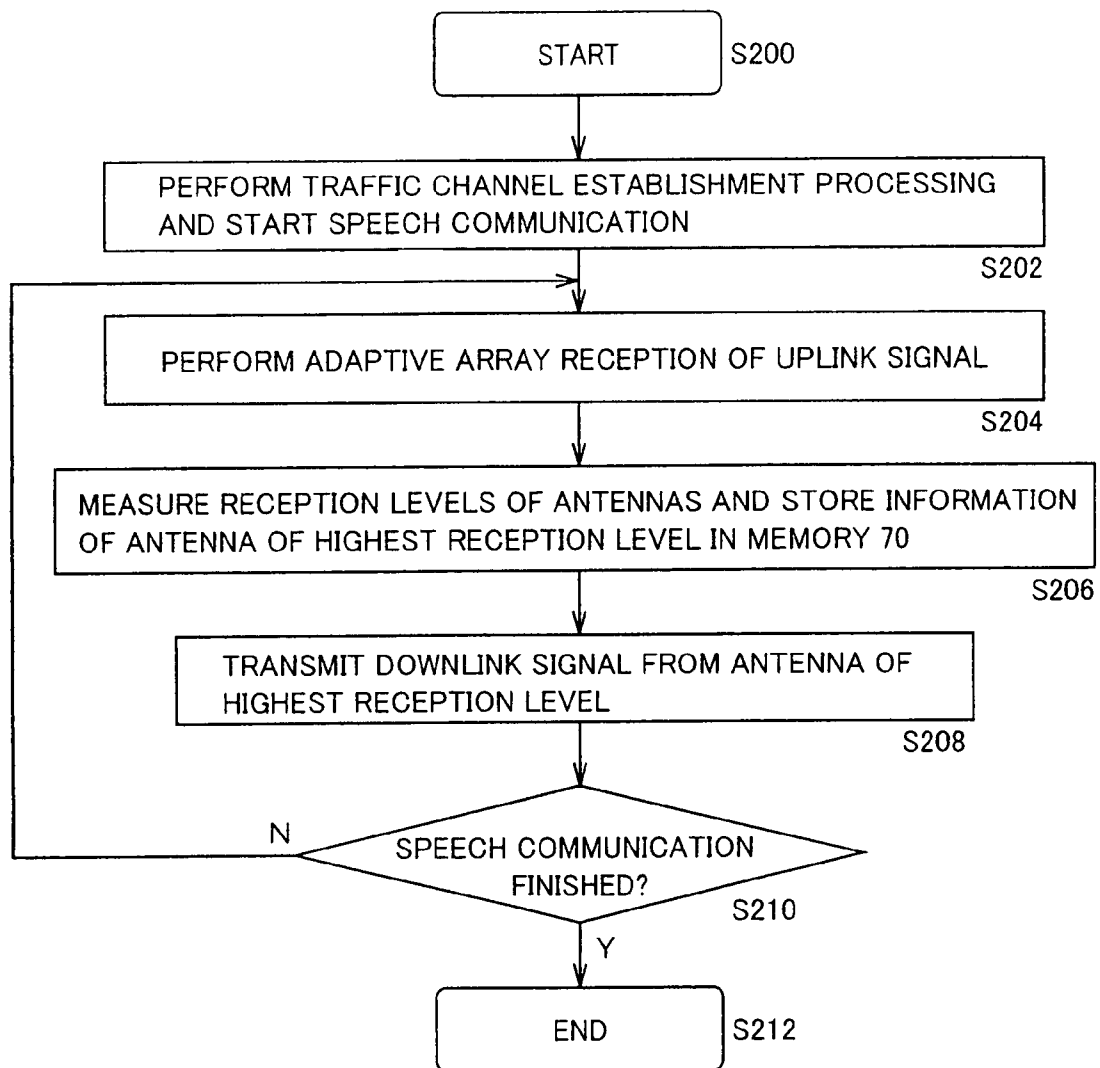 START
S200
PERFORM TRAFFIC CHANNEL ESTABLISHMENT PROCESSING
AND START SPEECH COMMUNICATION
S202
PERFORM ADAPTIVE ARRAY RECEPTION OF UPLINK SIGNAL
S204
MEASURE RECEPTION LEVELS OF ANTENNAS AND STORE INFORMATION
OF ANTENNA OF HIGHEST RECEPTION LEVEL IN MEMORY 70
S206
TRANSMIT DOWNLINK SIGNAL FROM ANTENNA OF
HIGHEST RECEPTION LEVEL
S208
N
SPEECH COMMUNICATION
FINISHED?
S210
Y
END
S212